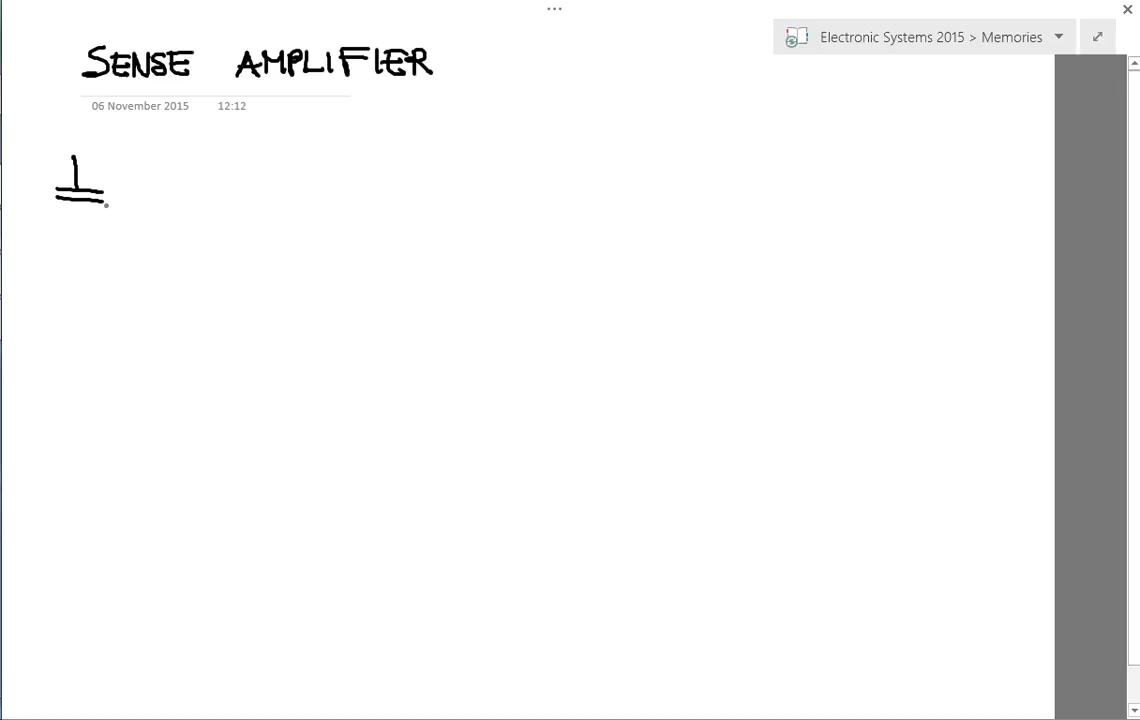 Electronic Systems 2015 > Memories
SENSE AMPLIFIER
06 November 2015 12:12